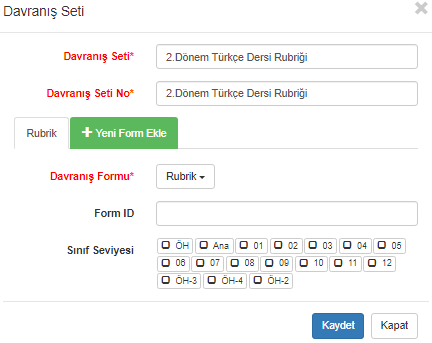 Davranış Seti ×
Davranış Seti* 2.Dönem Türkçe Dersi Rubriği
Davranış Seti No* 2.Dönem Türkçe Dersi Rubriği
Rubrik + Yeni Form Ekle
Davranış Formu* Rubrik
Form ID
Sınıf Seviyesi ÖH Ana 01 02 03 04 05
06 07 08 09 10 11 12
ÖH-3 ÖH-4 ÖH-2
Kaydet Kapat